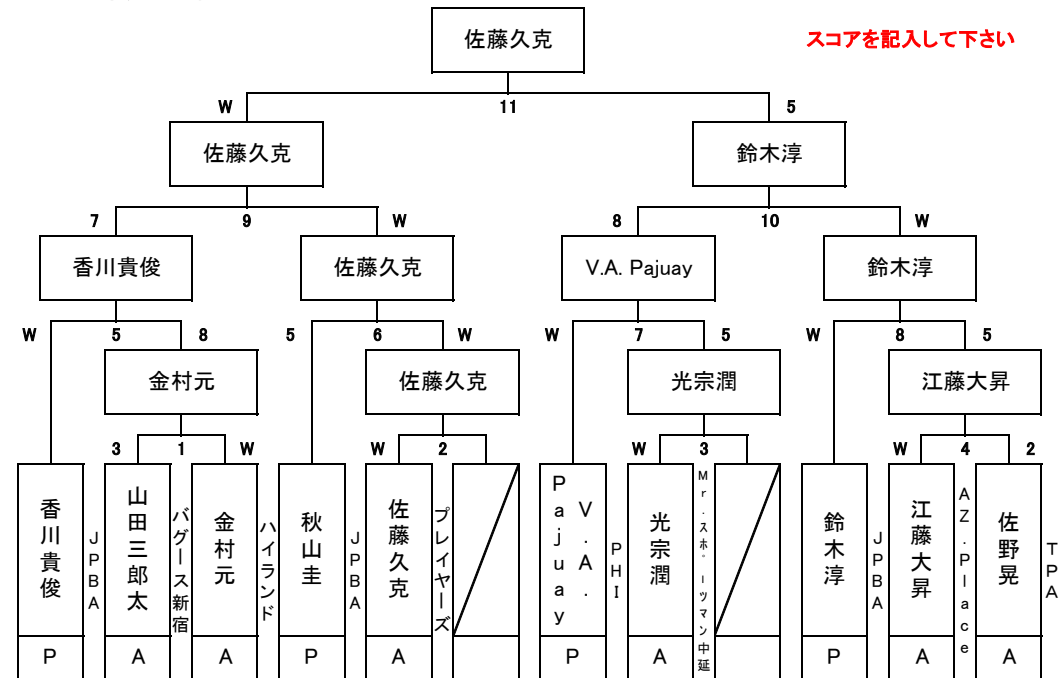 佐藤久克
スコアを記入して下さい
W 11 5
佐藤久克 鈴木淳
7 9 W 8 10 W
香川貴俊 佐藤久克 V.A. Pajuay 鈴木淳
W 5 8 5 6 W W 7 5 W 8 5
金村元 佐藤久克 光宗潤 江藤大昇
3 1 W W 2 W 3 W 4 2
香川貴俊
JPBA
山田三郎太
バグース新宿
金村元
ハイランド
秋山圭
JPBA
佐藤久克
プレイヤーズ
V.A.
Pajuay
PHI
光宗潤
Mr.スホ゜ーツマン中延
鈴木淳
JPBA
江藤大昇
AZ.Place
佐野晃
TPA
P A A P A P A P A A